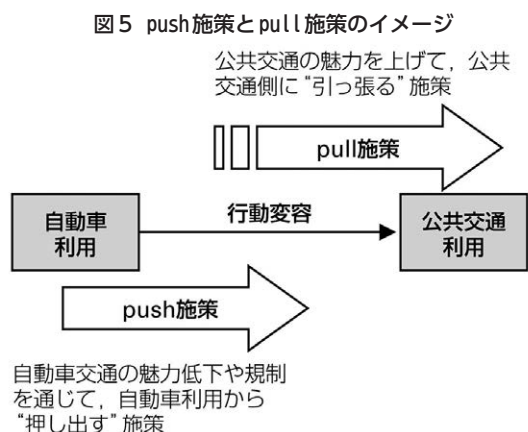 図5 push施策とpull施策のイメージ
公共交通の魅力を上げて，公共
交通側に“引っ張る”施策
pull施策
自動車
利用
行動変容
公共交通
利用
push施策
自動車交通の魅力低下や規制
を通じて，自動車利用から
“押し出す”施策